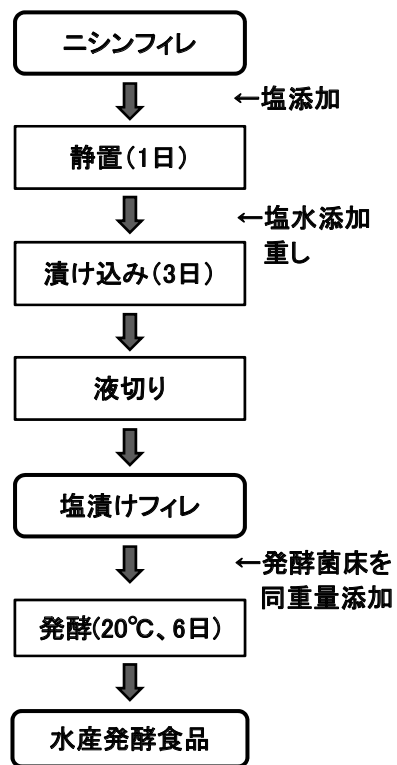 ニシンフィレ
←塩添加
静置(1日)
←塩水添加
重し
漬け込み(3日)
液切り
塩漬けフィレ
←発酵菌床を
同重量添加
発酵(20℃、6日)
水産発酵食品